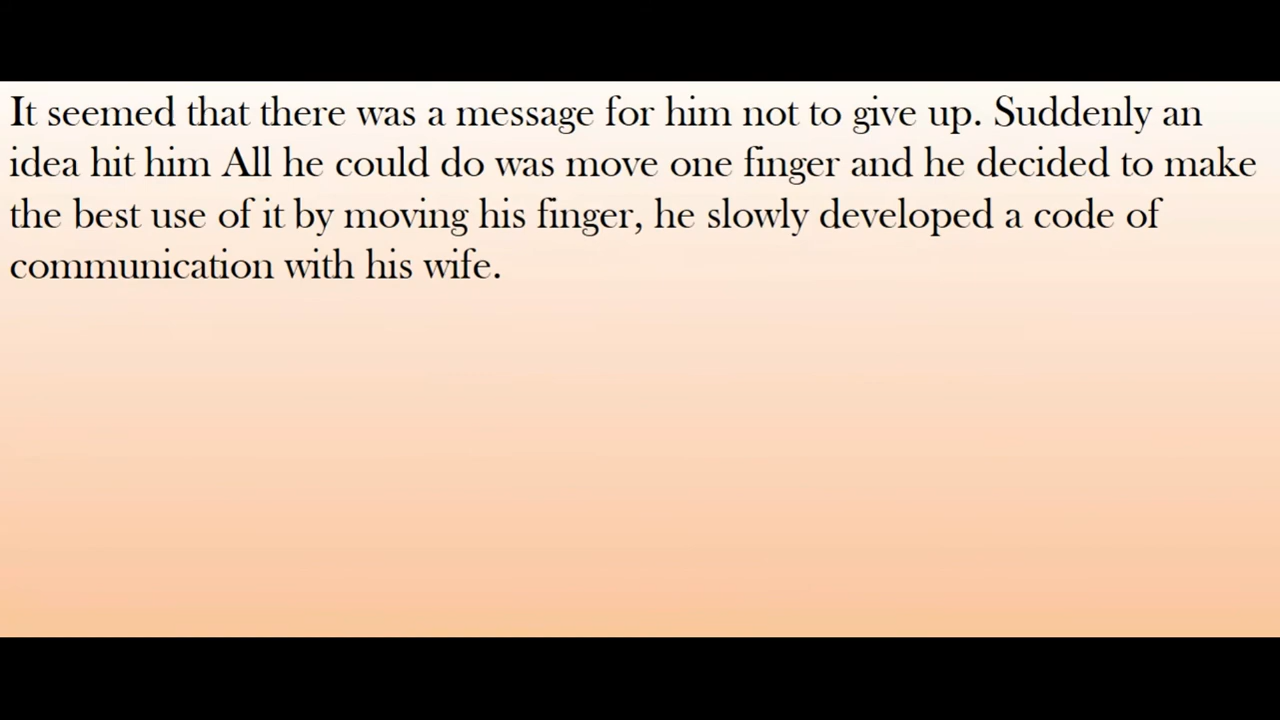 It seemed that there was a message for him not to give up. Suddenly an
idea hit him All he could do was move one finger and he decided to make
the best use of it by moving his finger, he slowly developed a code of
communication with his wife.